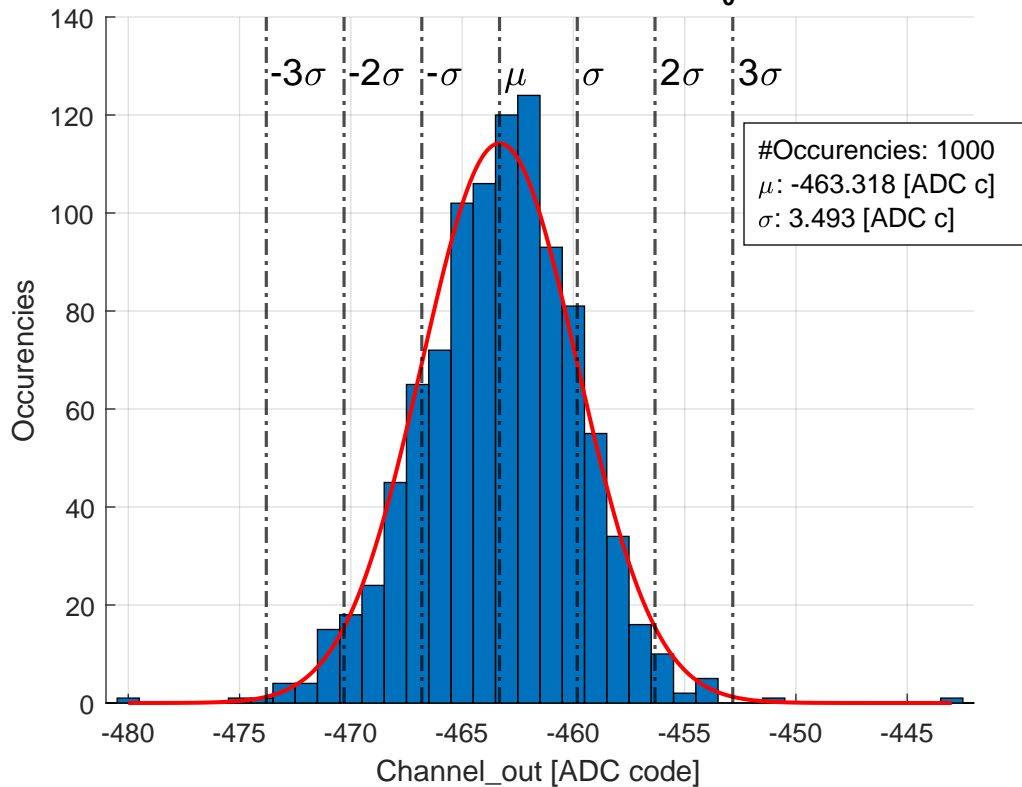 140
120
100
80
60
40
20
0
-3σ -2σ -σ μ σ 2σ 3σ
#Occurencies: 1000
μ: -463.318 [ADC c]
σ: 3.493 [ADC c]
Occurencies
-480 -475 -470 -465 -460 -455 -450 -445
Channel_out [ADC code]